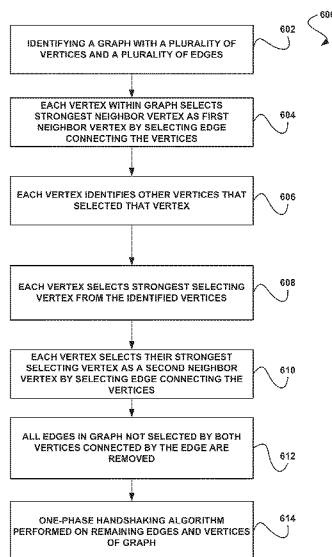 600
IDENTIFYING A GRAPH WITH A PLURALITY OF
VERTICES AND A PLURALITY OF EDGES
602
EACH VERTEX WITHIN GRAPH SELECTS
STRONGEST NEIGHBOR VERTEX AS FIRST
NEIGHBOR VERTEX BY SELECTING EDGE
CONNECTING THE VERTICES
604
EACH VERTEX IDENTIFIES OTHER VERTICES THAT
SELECTED THAT VERTEX
606
EACH VERTEX SELECTS STRONGEST SELECTING
VERTEX FROM THE IDENTIFIED VERTICES
608
EACH VERTEX SELECTS THEIR STRONGEST
SELECTING VERTEX AS A SECOND NEIGHBOR
VERTEX BY SELECTING EDGE CONNECTING THE
VERTICES
610
ALL EDGES IN GRAPH NOT SELECTED BY BOTH
VERTICES CONNECTED BY THE EDGE ARE
REMOVED
612
ONE-PHASE HANDSHAKING ALGORITHM
PERFORMED ON REMAINING EDGES AND VERTICES
OF GRAPH
614